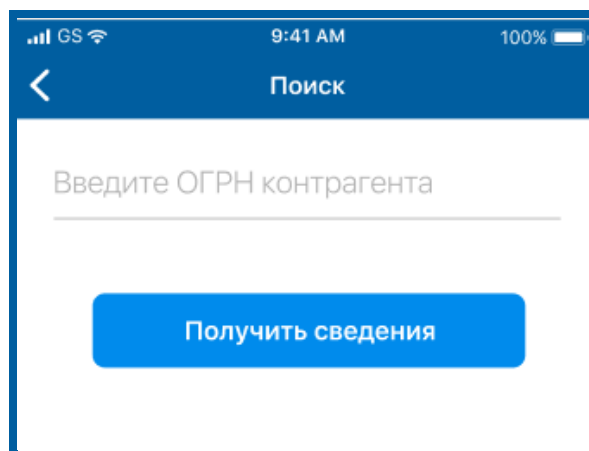 GS 9:41 AM 100%
Поиск
Введите ОГРН контрагента
Получить сведения